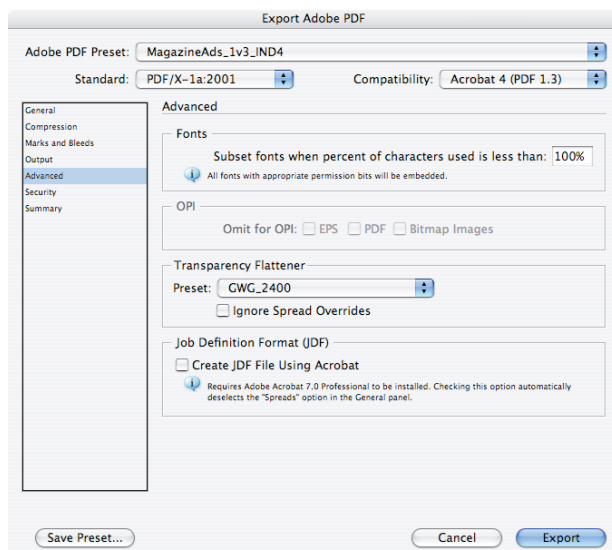 Export Adobe PDF
Adobe PDF Preset: MagazineAds_1v3_IND4
Standard: PDF/X-1a:2001 Compatibility: Acrobat 4 (PDF 1.3)
General
Compression
Marks and Bleeds
Output
Advanced
Security
Summary
Advanced
Fonts
Subset fonts when percent of characters used is less than: 100%
All fonts with appropriate permission bits will be embedded.
OPI
Omit for OPI: EPS PDF Bitmap Images
Transparency Flattener
Preset: GWG_2400
Ignore Spread Overrides
Job Definition Format (JDF)
Create JDF File Using Acrobat
Requires Adobe Acrobat 7.0 Professional to be installed. Checking this option automatically
deselects the "Spreads" option in the General panel.
Save Preset... Cancel Export